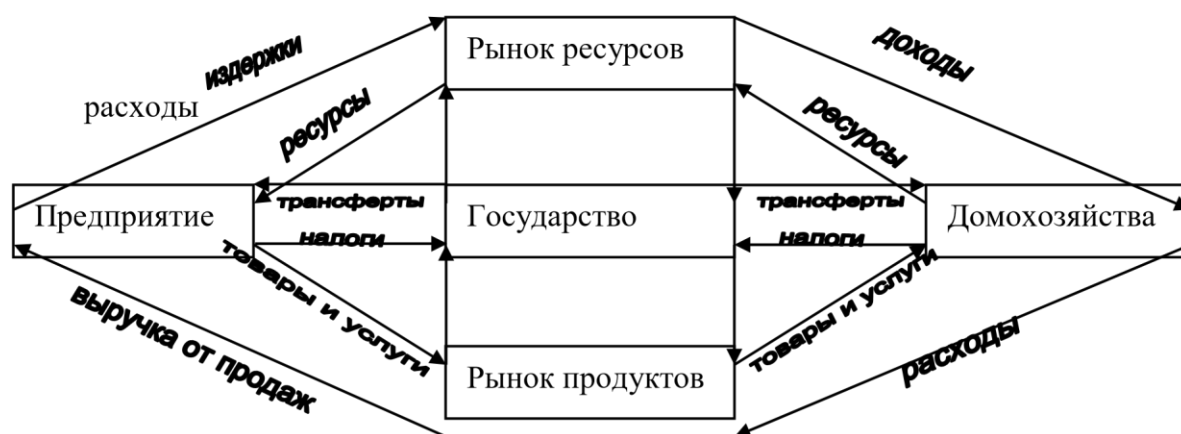 Рынок ресурсов
издержки
доходы
расходы
ресурсы
ресурсы
Предприятие
трансферты
Государство
трансферты
Домохозяйства
налоги
налоги
товары и услуги
товары и услуги
выручка от продаж
Рынок продуктов
расходы